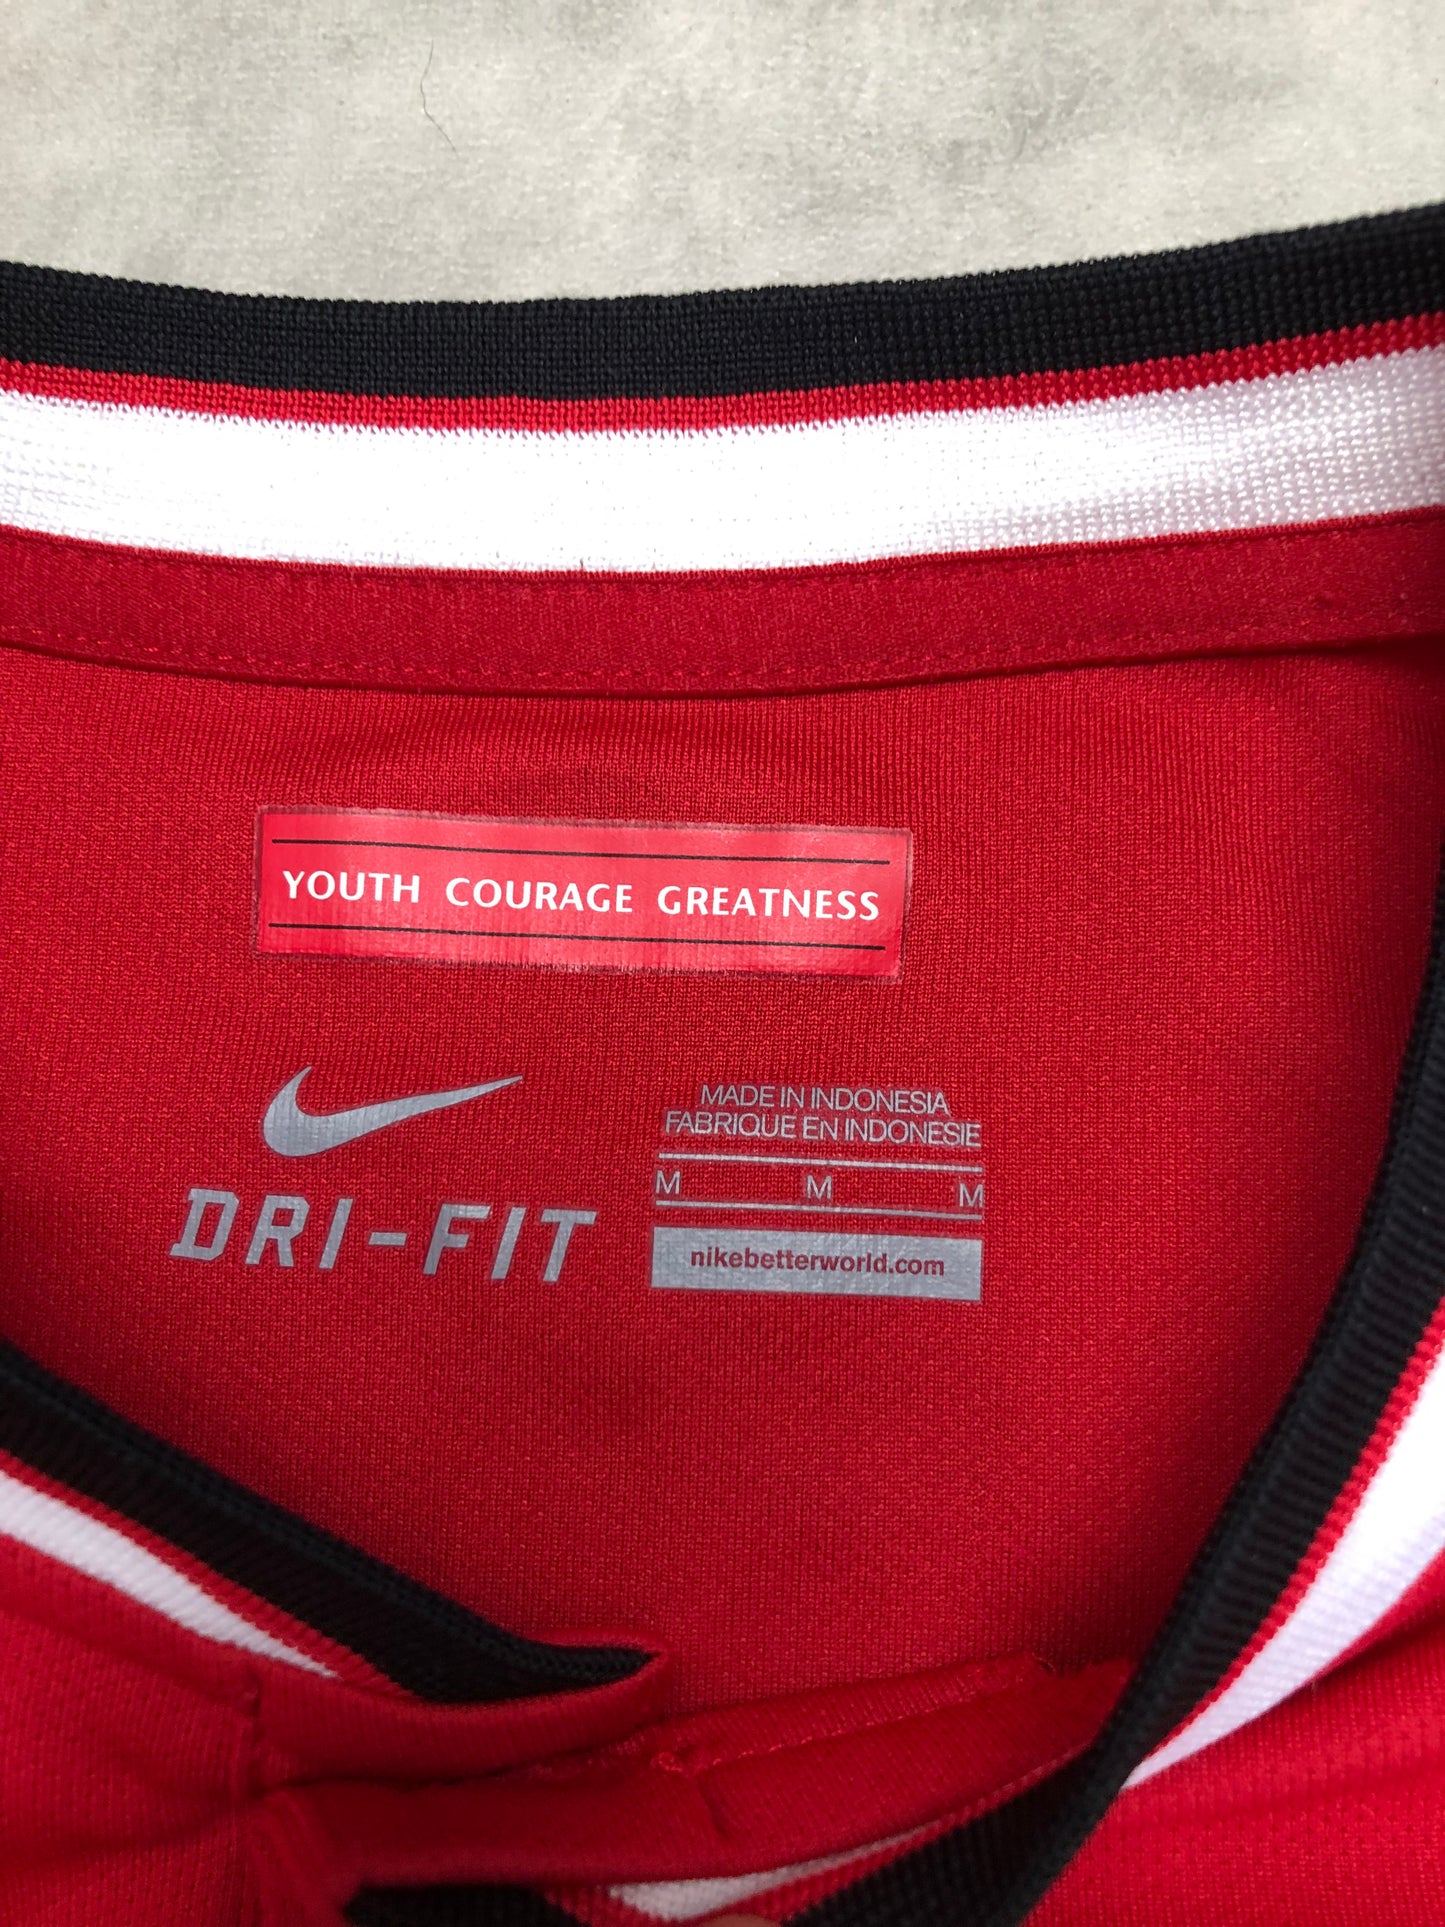 YOUTH COURAGE GREATNESS
DRI-FIT
MADE IN INDONESIA
FABRIQUE EN INDONESIE
M M M
nikebetterworld.com